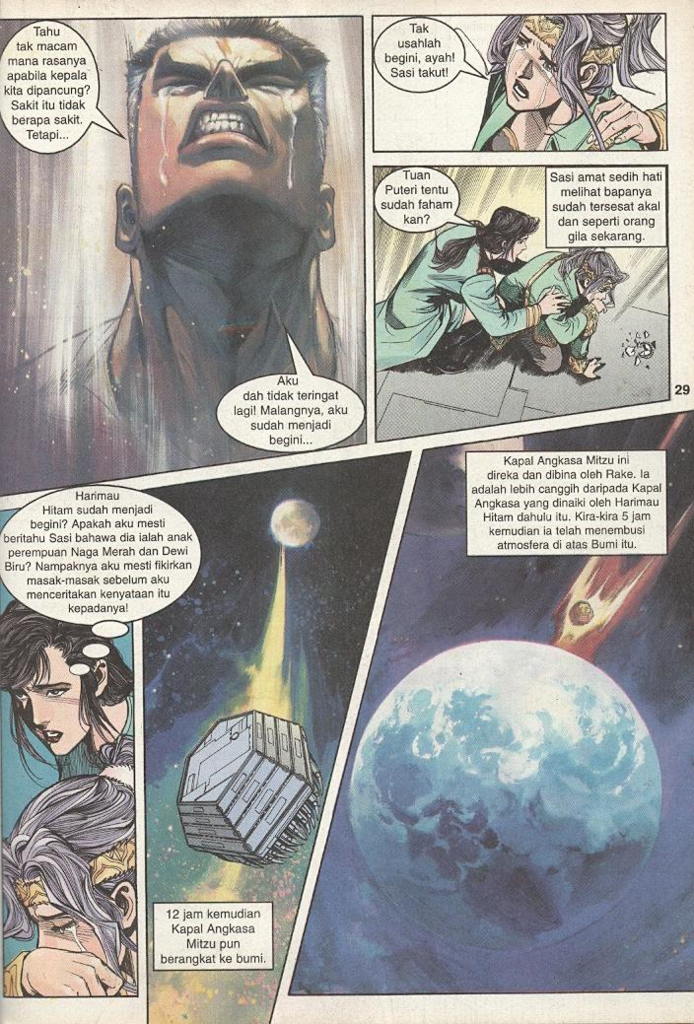 Tahu
tak macam
mana rasanya
apabila kepala
kita dipancung?
Sakit itu tidak
berapa sakit.
Tetapi...
Aku
dah tidak teringat
lagi! Malangnya, aku
sudah menjadi
begini...
Tak
usahlah
begini, ayah!
Sasi takut!
Tuan
Puteri tentu
sudah faham
kan?
Sasi amat sedih hati
melihat bapanya
sudah tersesat akal
dan seperti orang
gila sekarang.
29
Harimau
Hitam sudah menjadi
begini? Apakah aku mesti
beritahu Sasi bahawa dia ialah anak
perempuan Naga Merah dan Dewi
Biru? Nampaknya aku mesti fikirkan
masak-masak sebelum aku
menceritakan kenyataan itu
kepadanya!
12 jam kemudian
Kapal Angkasa
Mitzu pun
berangkat ke bumi.
Kapal Angkasa Mitzu ini
direka dan dibina oleh Rake. Ia
adalah lebih canggih daripada Kapal
Angkasa yang dinaiki oleh Harimau
Hitam dahulu itu. Kira-kira 5 jam
kemudian ia telah menembusi
atmosfera di atas Bumi itu.